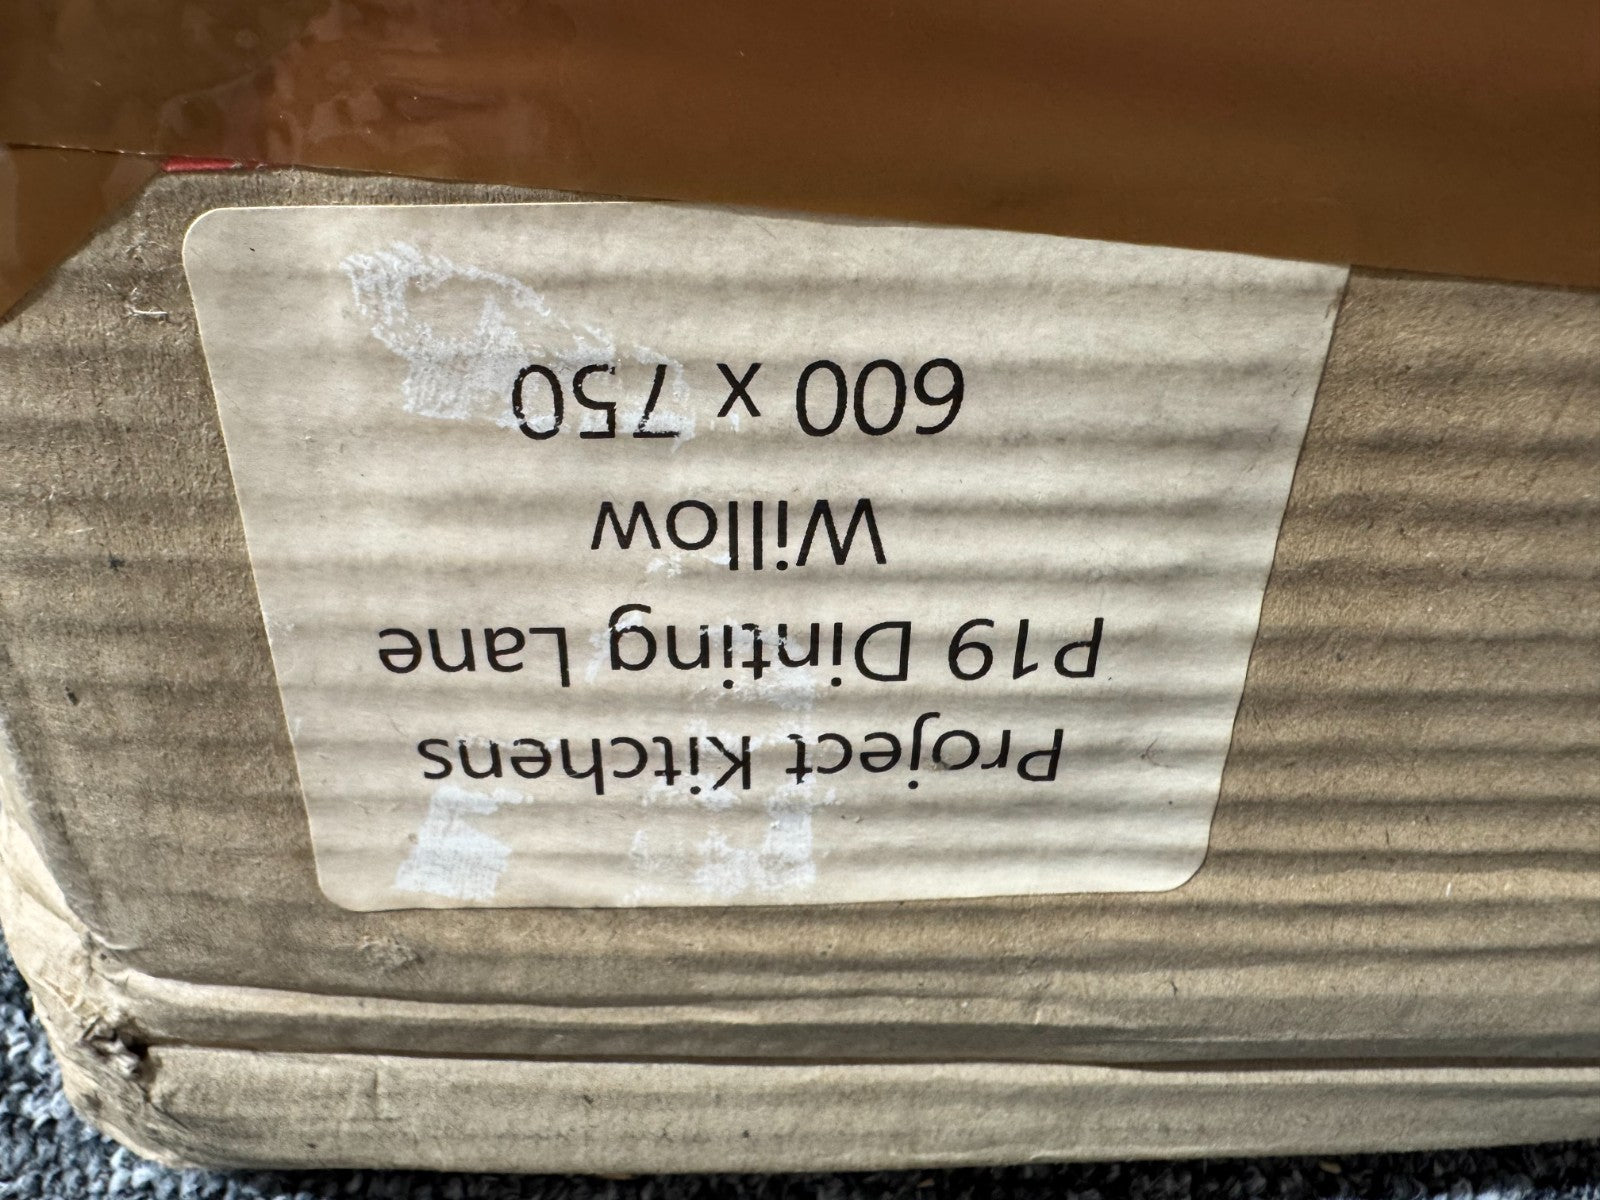 Project Kitchens
P19 Dinting Lane
Willow
600 x 750